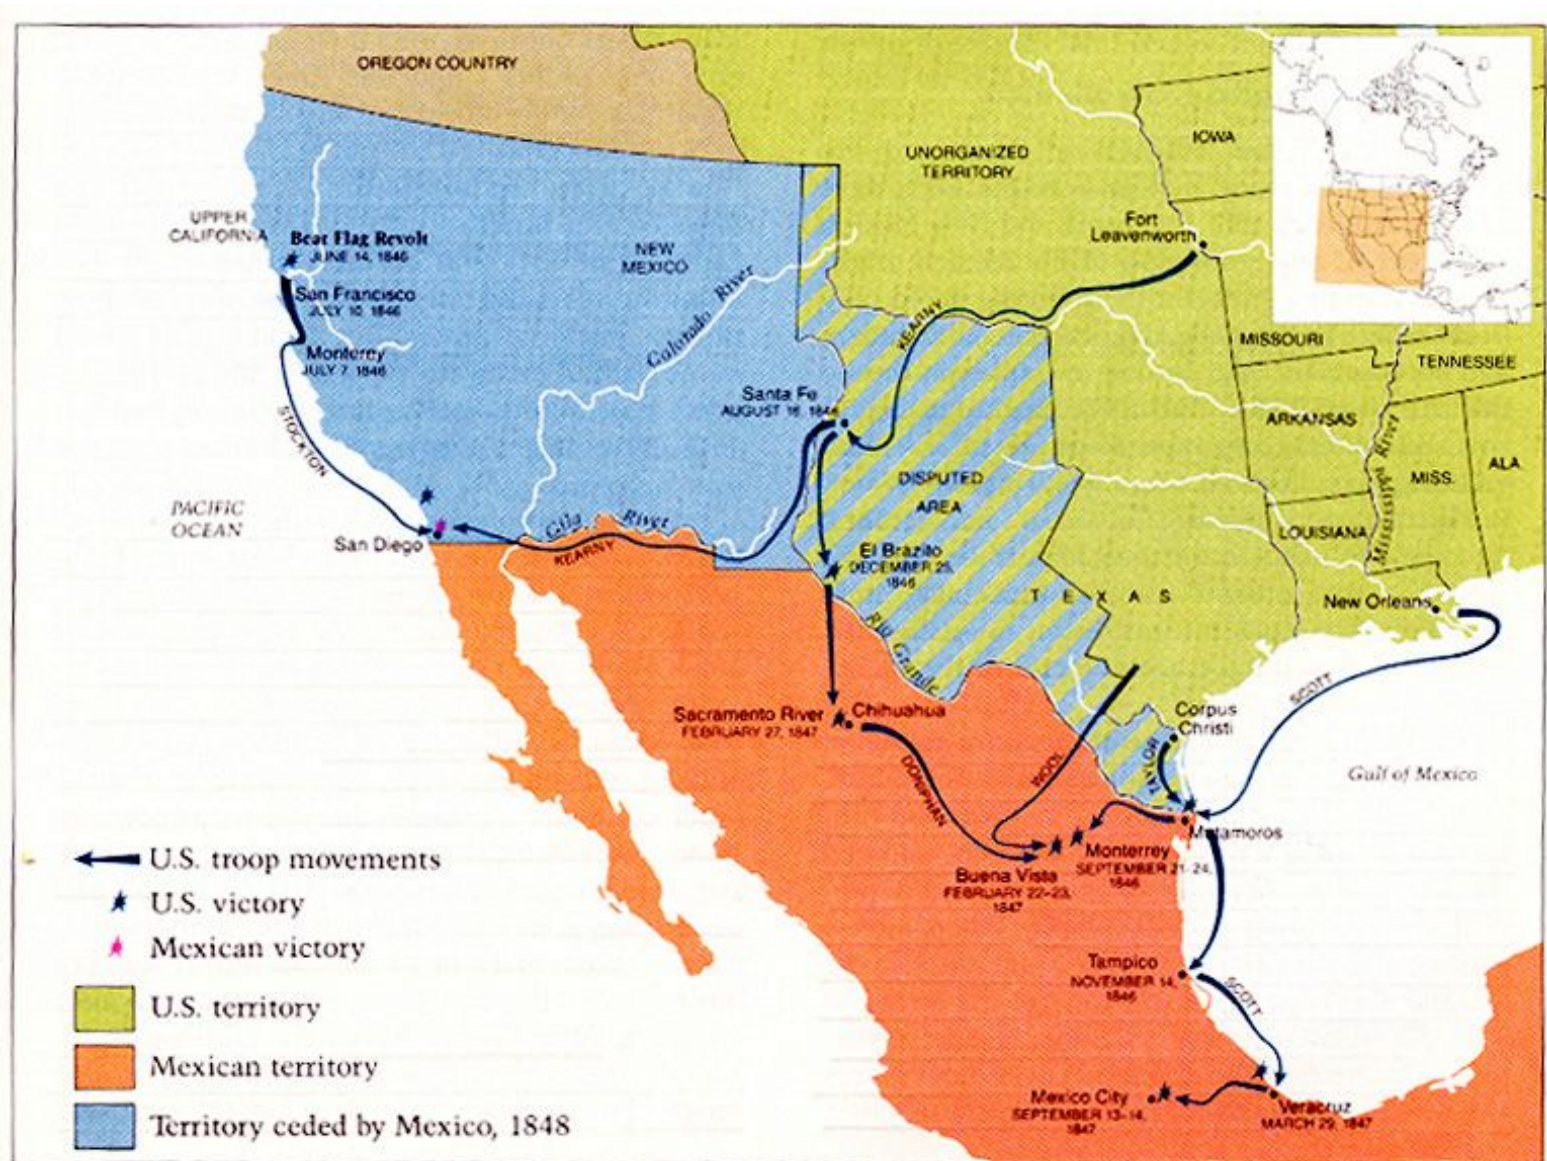 OREGON COUNTRY
UNORGANIZED
TERRITORY
IOWA
UPPER
CALIFORNIA
Bear Flag Revolt
JUNE 14, 1846
San Francisco
JULY 10, 1846
Monterey
JULY 7, 1846
NEW
MEXICO
Colorado River
Fort
Leavenworth
KEARNY
MISSOURI
TENNESSEE
Santa Fe
AUGUST 16, 1846
ARKANSAS
Mississippi River
MISS.
ALA.
STOCKTON
DISPUTED
AREA
PACIFIC
OCEAN
San Diego
Gila River
KEARNY
LOUISIANA
El Brazito
DECEMBER 25,
1846
TEXAS
New Orleans
Rio Grande
SCOTT
Sacramento River
FEBRUARY 27, 1847
Chihuahua
Corpus
Christi
TAYLOR
WOOL
DONIPHAN
Gulf of Mexico
Matamoros
Monterrey
SEPTEMBER 21-24,
1846
Buena Vista
FEBRUARY 22-23,
1847
Tampico
NOVEMBER 14,
1846
SCOTT
Mexico City
SEPTEMBER 13-14,
1847
Veracruz
MARCH 29, 1847
U.S. troop movements
U.S. victory
Mexican victory
U.S. territory
Mexican territory
Territory ceded by Mexico, 1848